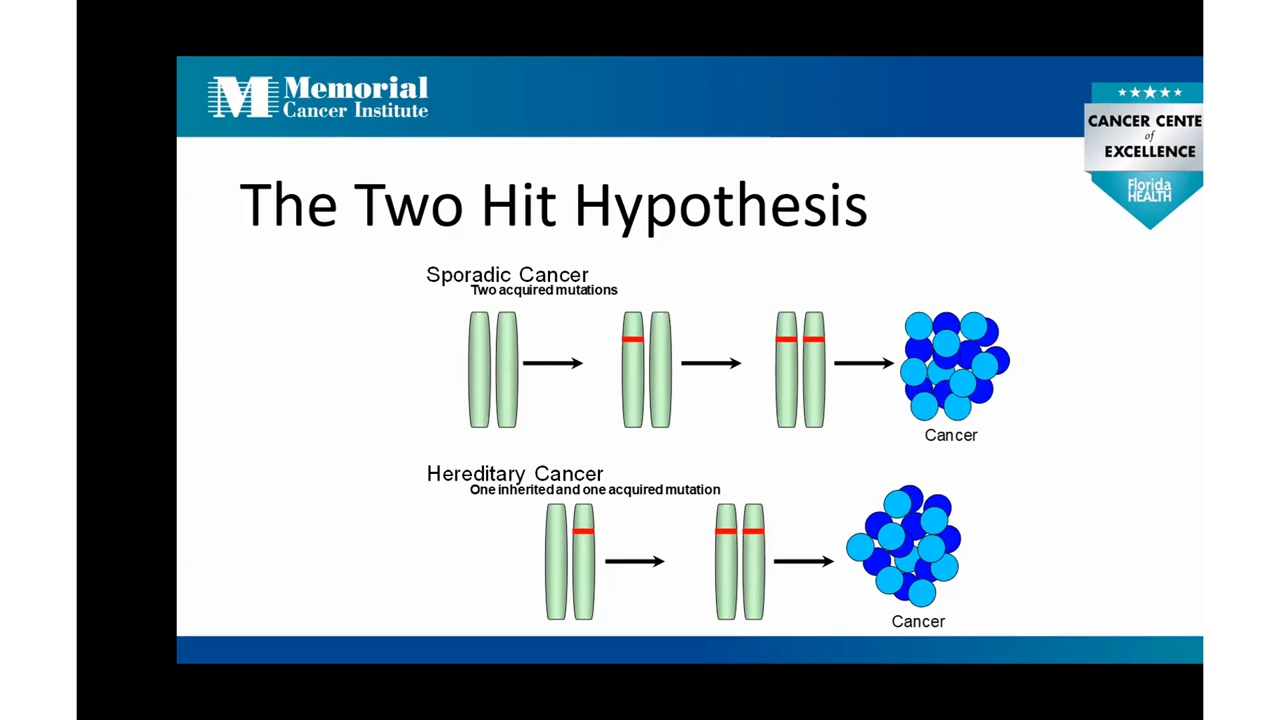 Memorial
Cancer Institute
CANCER CENTE
of
EXCELLENCE
Florida
HEALTH
The Two Hit Hypothesis
Sporadic Cancer
Two acquired mutations
Cancer
Hereditary Cancer
One inherited and one acquired mutation
Cancer